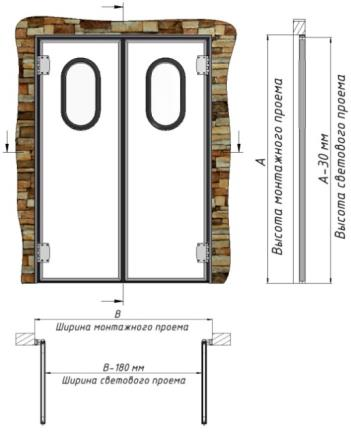 А
Высота монтажного проема
А-30 мм
Высота светового проема
В
Ширина монтажного проема
В-180 мм
Ширина светового проема